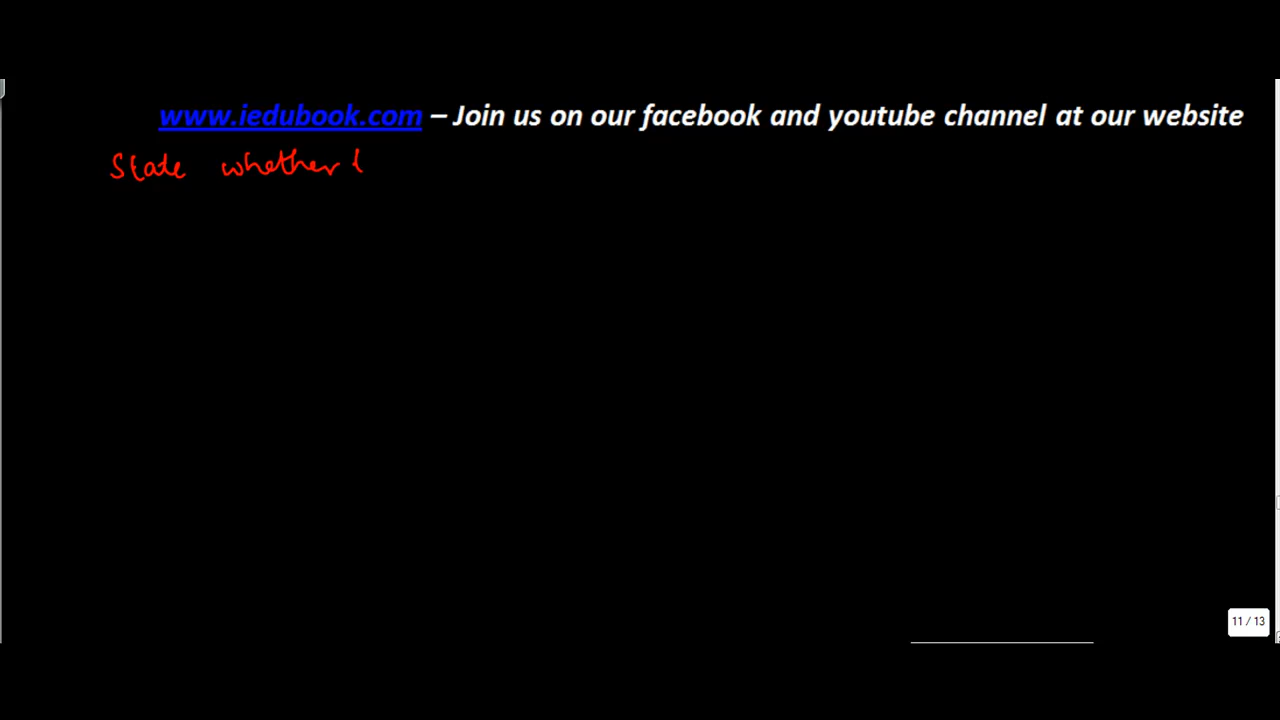 www.iedubook.com – Join us on our facebook and youtube channel at our website
State whether
11 / 13